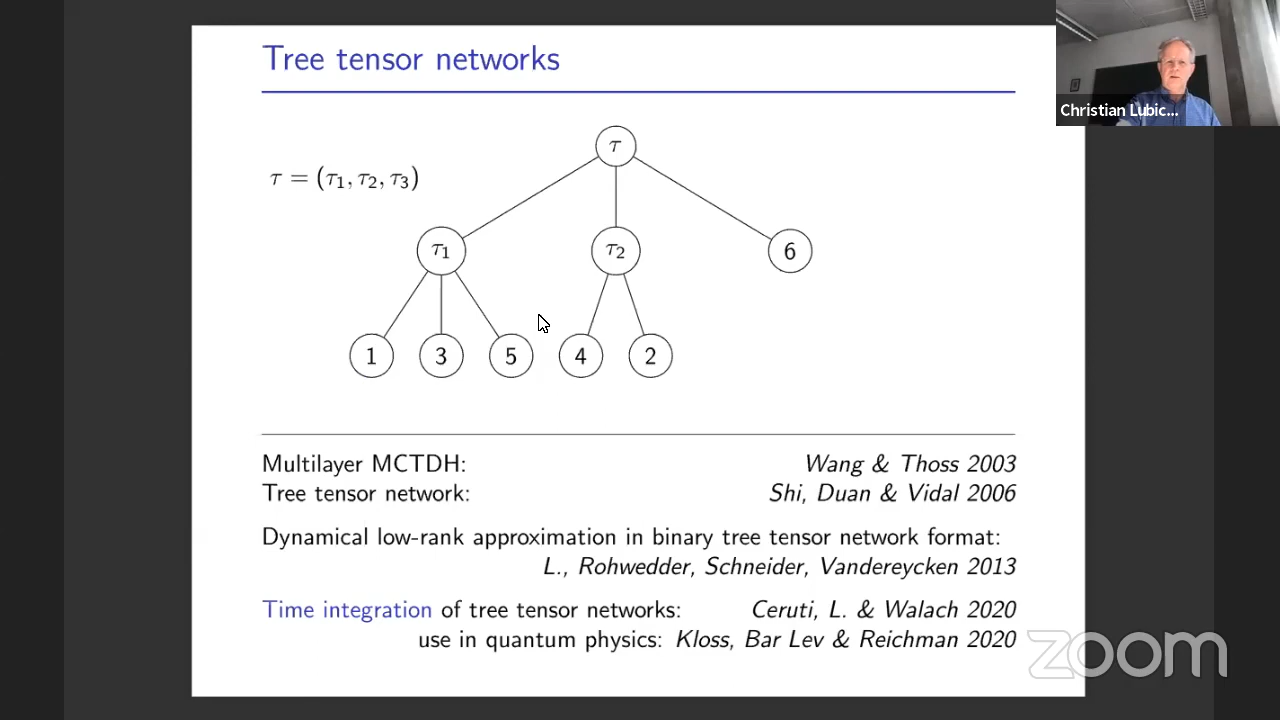 Tree tensor networks
τ
τ = (τ₁, τ₂, τ₃)
τ₁ τ₂ 6
1 3 5 4 2
Multilayer MCTDH: Wang & Thoss 2003
Tree tensor network: Shi, Duan & Vidal 2006
Dynamical low-rank approximation in binary tree tensor network format:
L., Rohwedder, Schneider, Vandereycken 2013
Time integration of tree tensor networks: Ceruti, L. & Walach 2020
use in quantum physics: Kloss, Bar Lev & Reichman 2020
Christian Lubic...
zoom